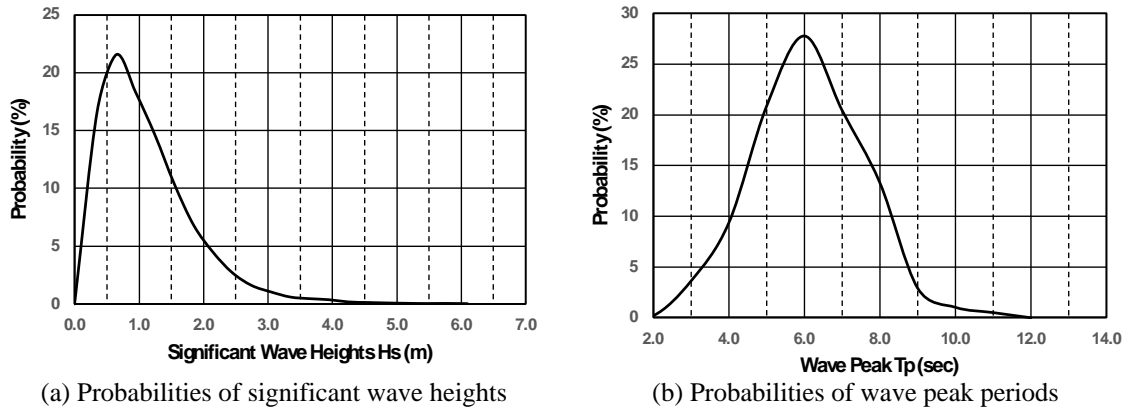 25
20
15
10
5
0
Probability (%)
0.0 1.0 2.0 3.0 4.0 5.0 6.0 7.0
Significant Wave Heights Hs (m)
(a) Probabilities of significant wave heights
30
25
20
15
10
5
0
Probability (%)
2.0 4.0 6.0 8.0 10.0 12.0 14.0
Wave Peak Tp (sec)
(b) Probabilities of wave peak periods